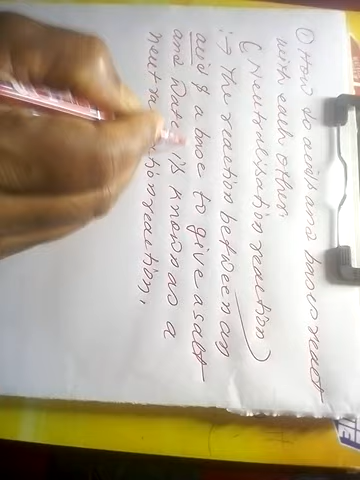 ① How do acids and bases react
with each other
(Neutralisation reaction)
:→ The reaction between an
acid & a base to give a salt
and water is known as a
reaction,